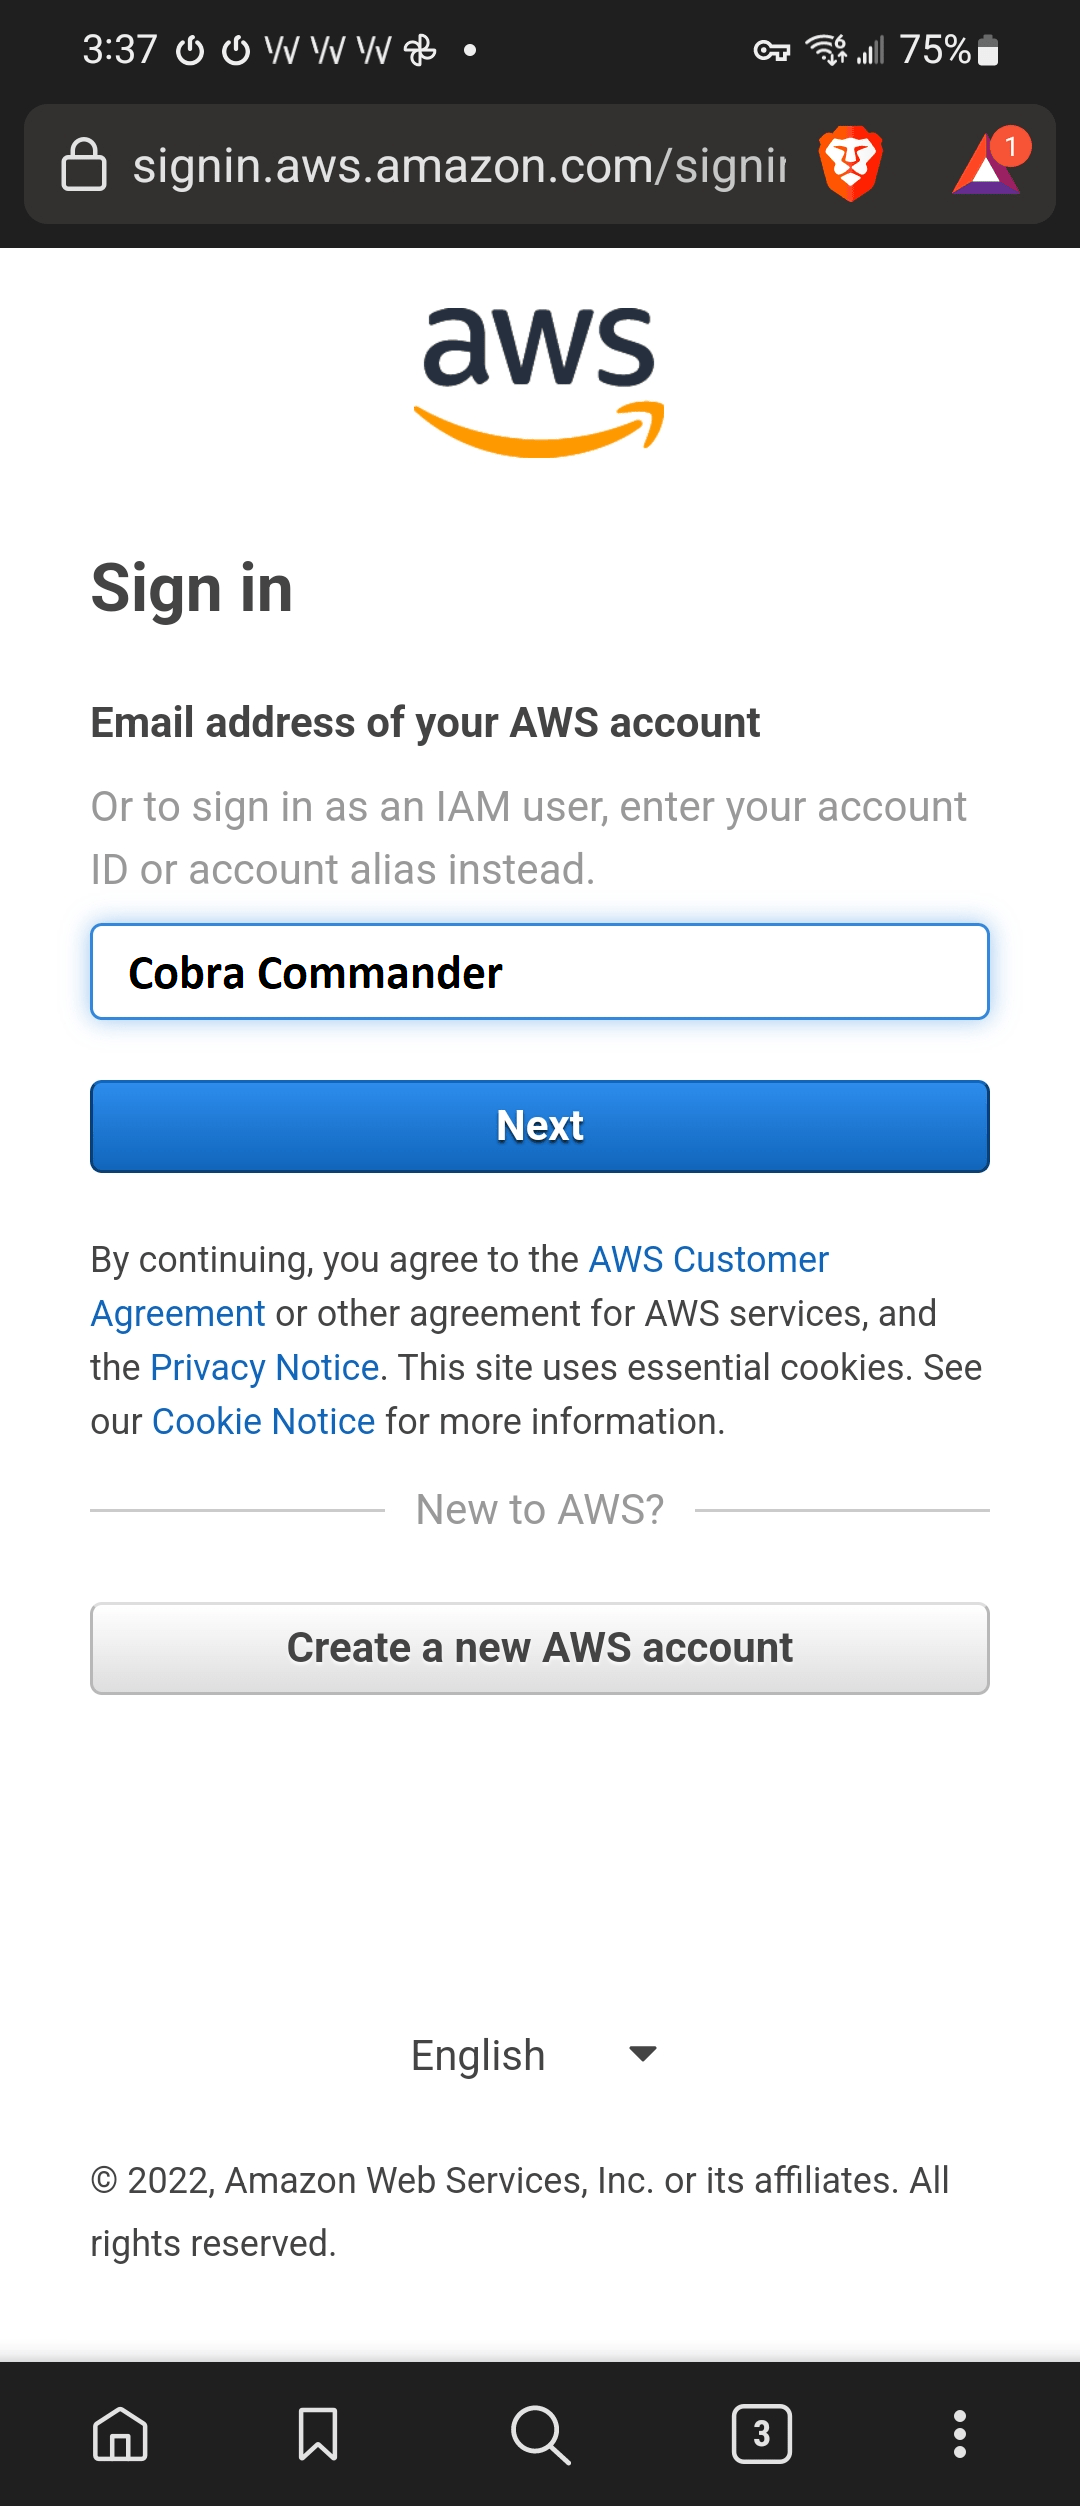 3:37 75%
signin.aws.amazon.com/signin
1
aws
Sign in
Email address of your AWS account
Or to sign in as an IAM user, enter your account
ID or account alias instead.
Cobra Commander
Next
By continuing, you agree to the AWS Customer
Agreement or other agreement for AWS services, and
the Privacy Notice. This site uses essential cookies. See
our Cookie Notice for more information.
New to AWS?
Create a new AWS account
English
© 2022, Amazon Web Services, Inc. or its affiliates. All
rights reserved.
3